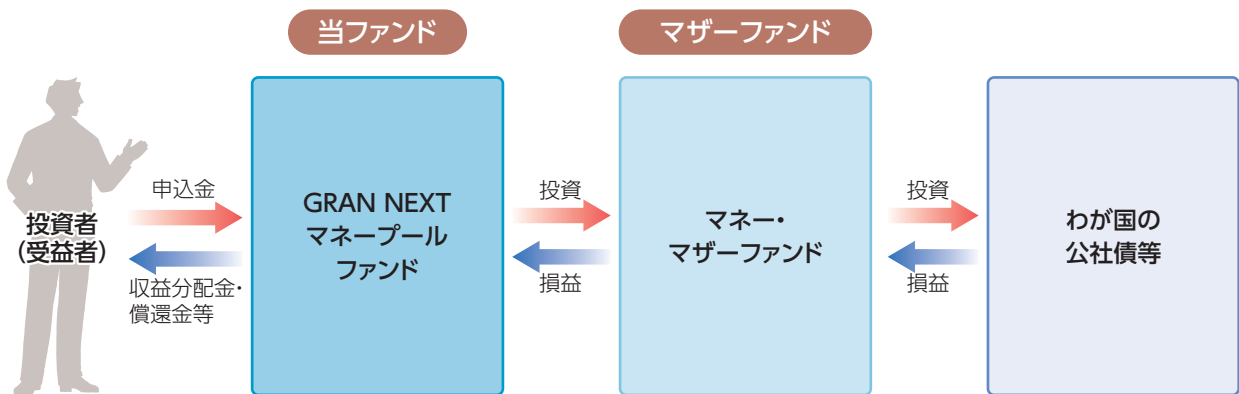 当ファンド
マザーファンド
投資者
(受益者)
申込金
収益分配金・
償還金等
GRAN NEXT
マネープール
ファンド
投資
損益
マネー・
マザーファンド
投資
損益
わが国の
公社債等